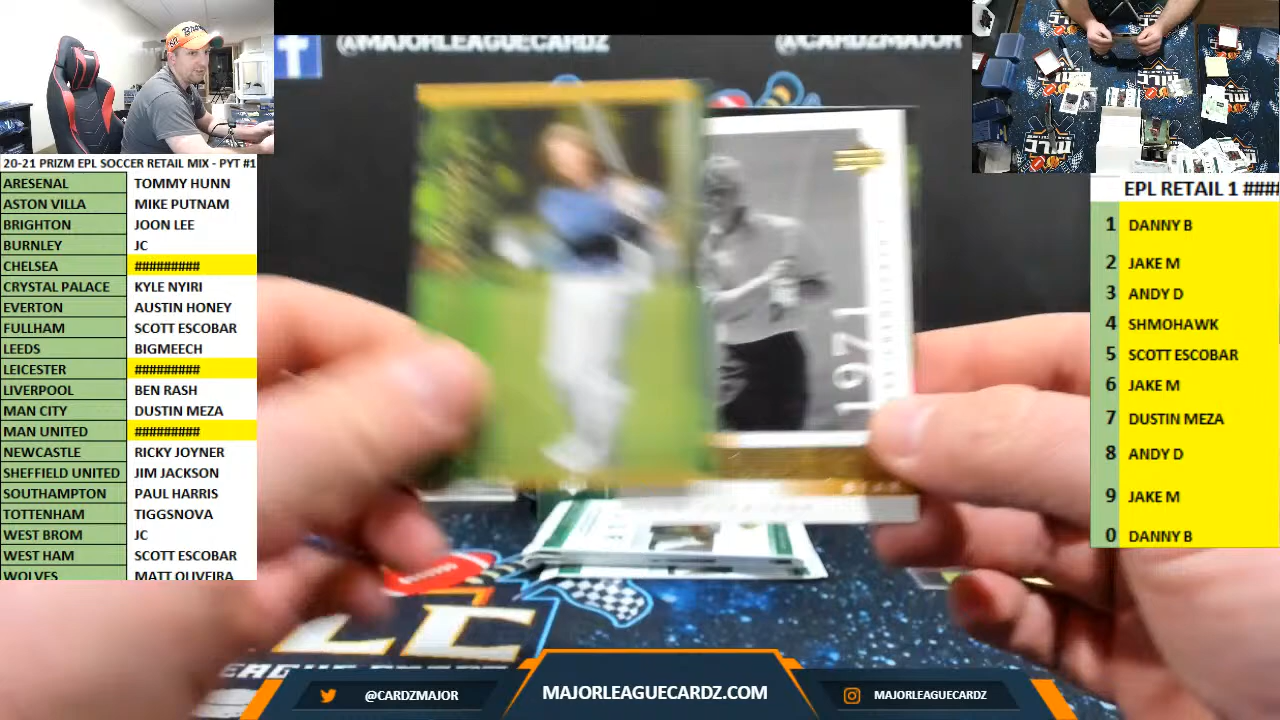 @MAJORLEAGUECARDZ
@CARDZMAJOR
20-21 PRIZM EPL SOCCER RETAIL MIX - PYT #1
ARESENAL TOMMY HUNN
ASTON VILLA MIKE PUTNAM
BRIGHTON JOON LEE
BURNLEY JC
CHELSEA #########
CRYSTAL PALACE KYLE NYIRI
EVERTON AUSTIN HONEY
FULLHAM SCOTT ESCOBAR
LEEDS BIGMEECH
LEICESTER #########
LIVERPOOL BEN RASH
MAN CITY DUSTIN MEZA
MAN UNITED #########
NEWCASTLE RICKY JOYNER
SHEFFIELD UNITED JIM JACKSON
SOUTHAMPTON PAUL HARRIS
TOTTENHAM TIGGSNOVA
WEST BROM JC
WEST HAM SCOTT ESCOBAR
WOLVES MATT OLIVEIRA
1971
EPL RETAIL 1 ####
1 DANNY B
2 JAKE M
3 ANDY D
4 SHMOHAWK
5 SCOTT ESCOBAR
6 JAKE M
7 DUSTIN MEZA
8 ANDY D
9 JAKE M
0 DANNY B
@CARDZMAJOR
MAJORLEAGUECARDZ.COM
MAJORLEAGUECARDZ